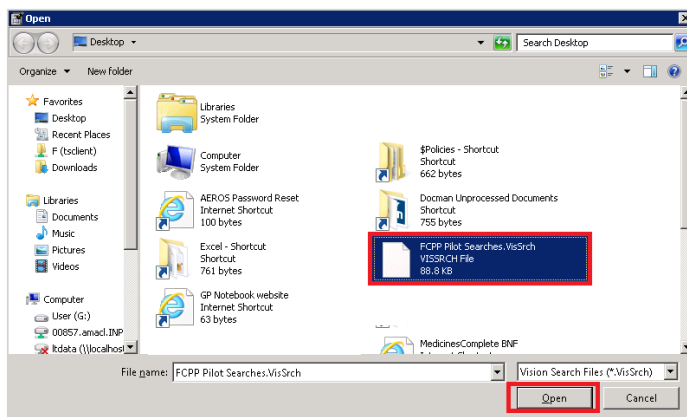 Open
Desktop
Search Desktop
Organize
New folder
Favorites
Desktop
Recent Places
F (tsclient)
Downloads
Libraries
Documents
Music
Pictures
Videos
Computer
User (G:)
00857.amacl.INP
ltdata (\\localhos
Libraries
System Folder
Computer
System Folder
$Policies - Shortcut
Shortcut
662 bytes
AEROS Password Reset
Internet Shortcut
100 bytes
Docman Unprocessed Documents
Shortcut
755 bytes
Excel - Shortcut
Shortcut
761 bytes
FCPP Pilot Searches.VisSrch
VISSRCH File
88.8 KB
GP Notebook website
Internet Shortcut
63 bytes
MedicinesComplete BNF
File name:
FCPP Pilot Searches.VisSrch
Vision Search Files (*.VisSrch)
Open
Cancel